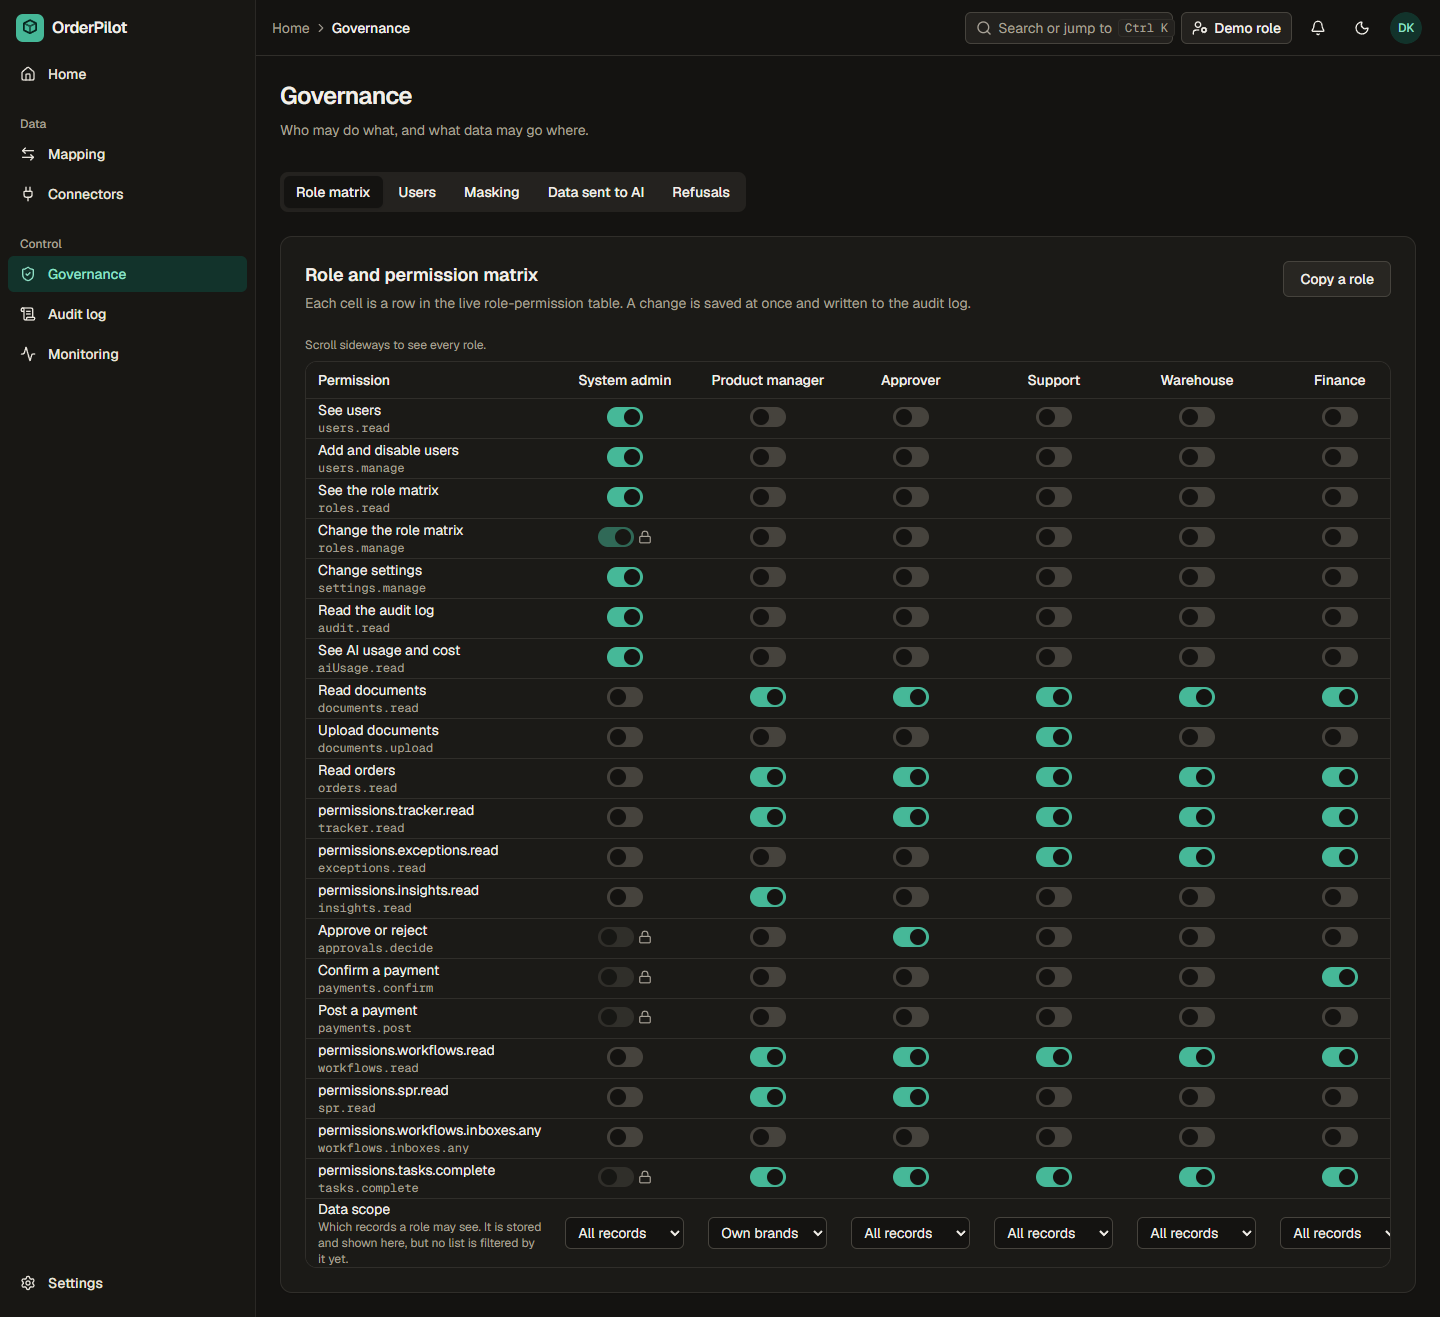 OrderPilot
Home
Data
Mapping
Connectors
Control
Governance
Audit log
Monitoring
Settings
Home > Governance
Search or jump to Ctrl K
Demo role
DK
Governance
Who may do what, and what data may go where.
Role matrix Users Masking Data sent to AI Refusals
Role and permission matrix
Each cell is a row in the live role-permission table. A change is saved at once and written to the audit log.
Copy a role
Scroll sideways to see every role.
Permission System admin Product manager Approver Support Warehouse Finance
See users
users.read
Add and disable users
users.manage
See the role matrix
roles.read
Change the role matrix
roles.manage
Change settings
settings.manage
Read the audit log
audit.read
See AI usage and cost
aiUsage.read
Read documents
documents.read
Upload documents
documents.upload
Read orders
orders.read
permissions.tracker.read
tracker.read
permissions.exceptions.read
exceptions.read
permissions.insights.read
insights.read
Approve or reject
approvals.decide
Confirm a payment
payments.confirm
Post a payment
payments.post
permissions.workflows.read
workflows.read
permissions.spr.read
spr.read
permissions.workflows.inboxes.any
workflows.inboxes.any
permissions.tasks.complete
tasks.complete
Data scope
Which records a role may see. It is stored
and shown here, but no list is filtered by
it yet.
All records Own brands All records All records All records All records